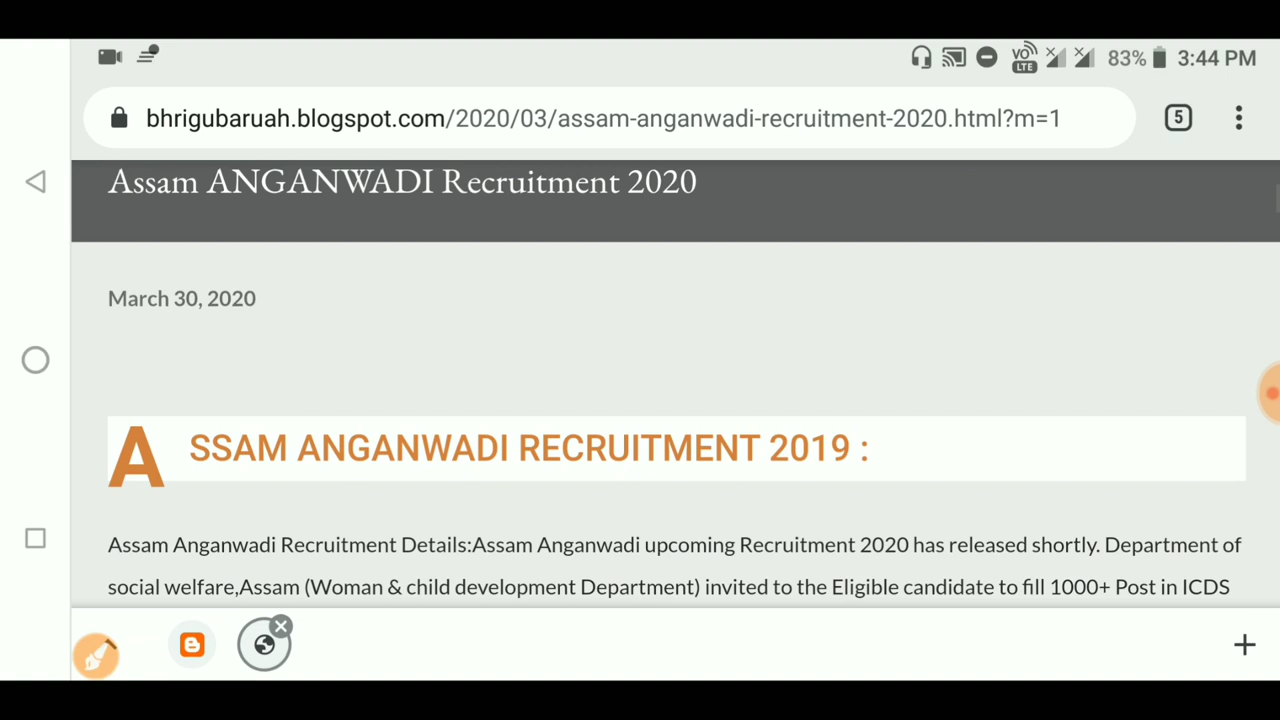 VO LTE 83% 3:44 PM
bhrigubaruah.blogspot.com/2020/03/assam-anganwadi-recruitment-2020.html?m=1 5
Assam ANGANWADI Recruitment 2020
March 30, 2020
ASSAM ANGANWADI RECRUITMENT 2019 :
Assam Anganwadi Recruitment Details:Assam Anganwadi upcoming Recruitment 2020 has released shortly. Department of
social welfare,Assam (Woman & child development Department) invited to the Eligible candidate to fill 1000+ Post in ICDS